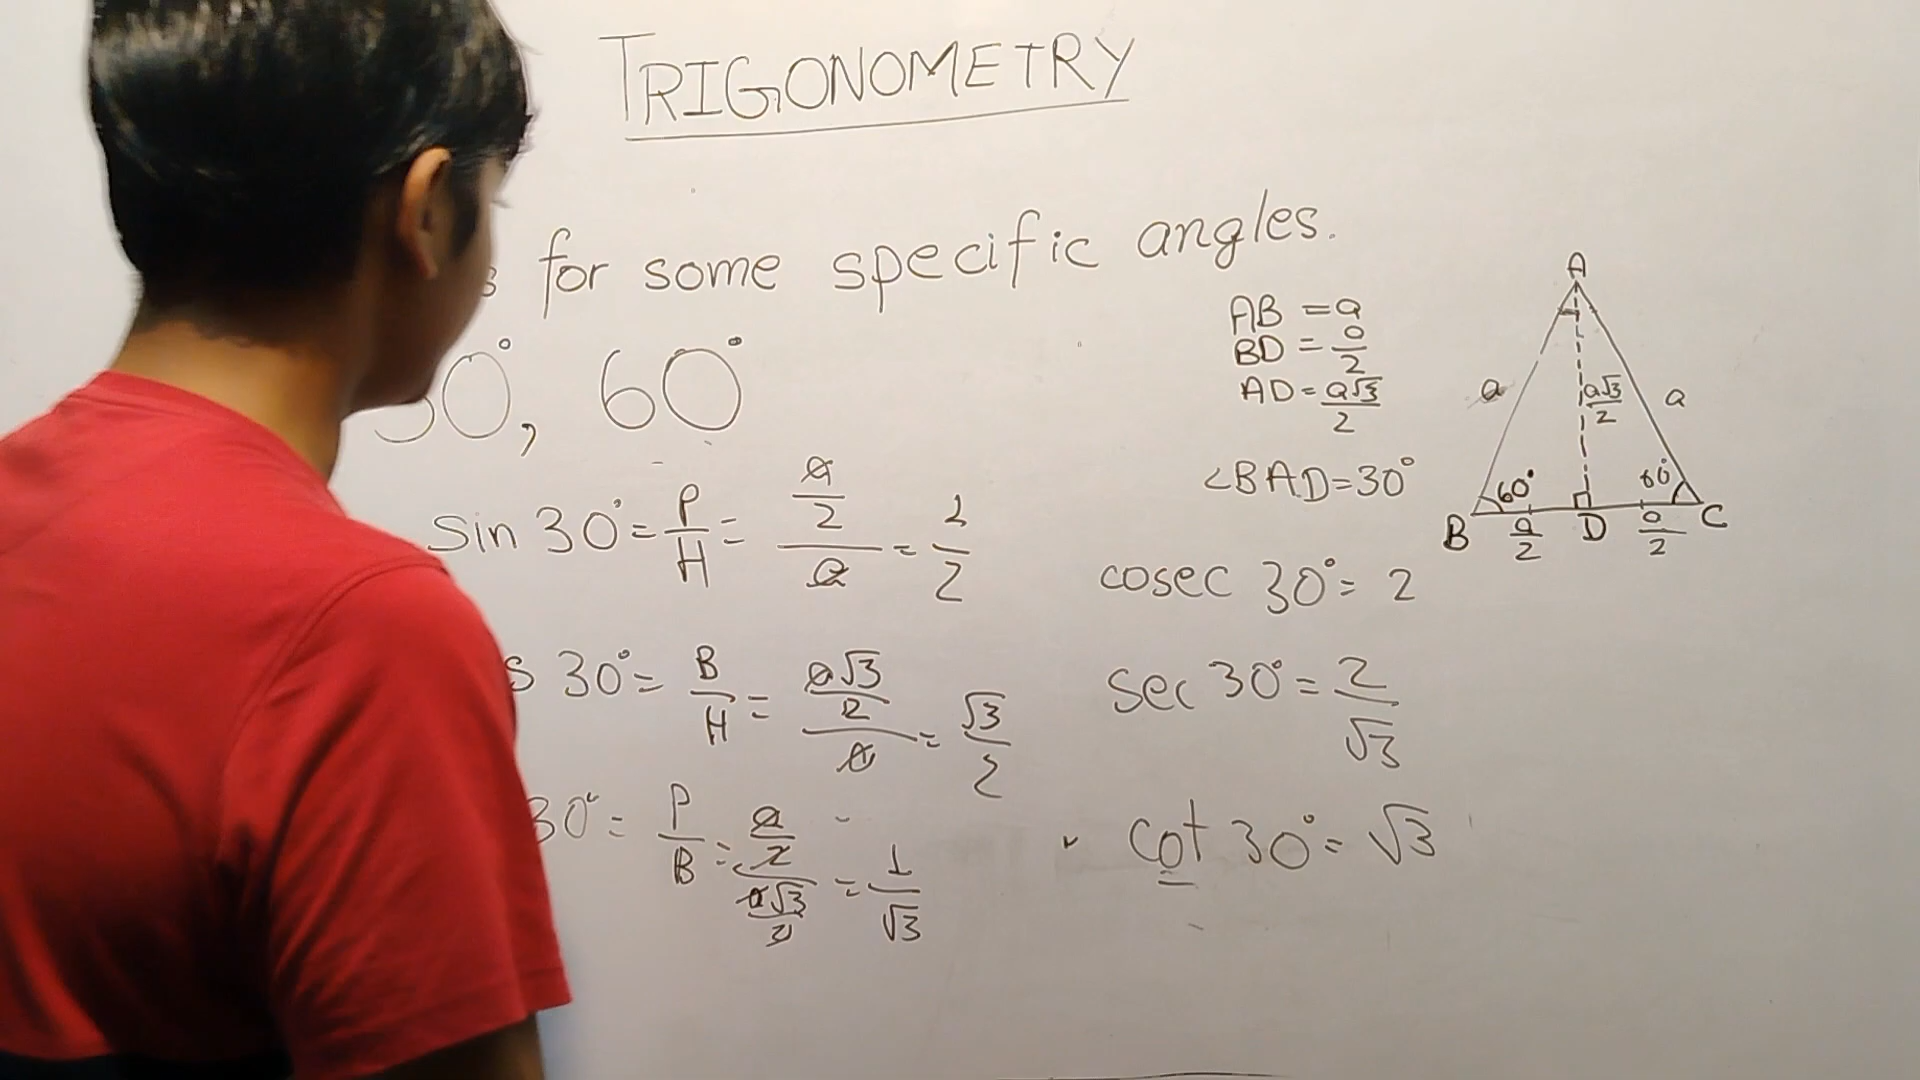 TRIGONOMETRY
for some specific angles.
30°, 60°
AB = a
BD = a/2
AD = a√3/2
∠BAD = 30°
A
a
a√3/2
a
60°
60°
B
a/2
D
a/2
C
sin 30° = P/H = (a/2)/a = 1/2
cosec 30° = 2
s 30° = B/H = (a√3/2)/a = √3/2
sec 30° = 2/√3
30° = P/B = (a/2)/(a√3/2) = 1/√3
cot 30° = √3